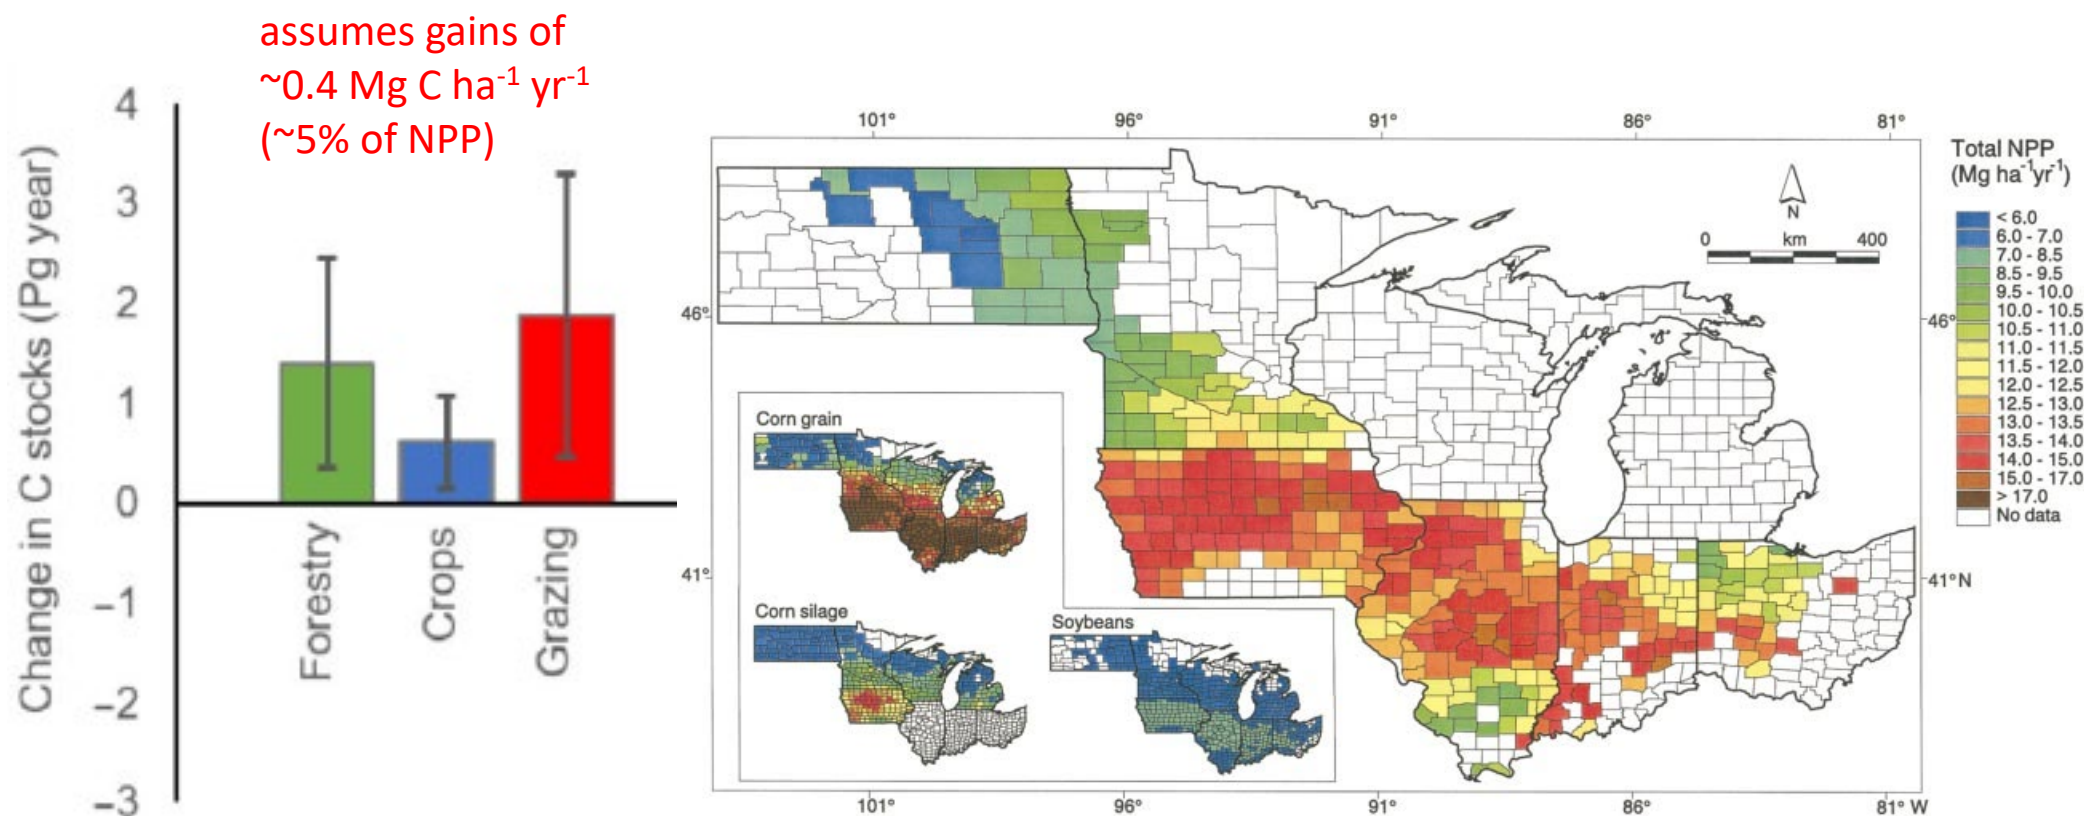 assumes gains of
~0.4 Mg C ha-1 yr-1
(~5% of NPP)
Change in C stocks (Pg year)
4
3
2
1
0
−1
−2
−3
Forestry
Crops
Grazing
101°
96°
91°
86°
81°
46°
41°
46°
41°N
101°
96°
91°
86°
81° W
N
0 km 400
Corn grain
Corn silage
Soybeans
Total NPP
(Mg ha-1yr-1)
< 6.0
6.0 - 7.0
7.0 - 8.5
8.5 - 9.5
9.5 - 10.0
10.0 - 10.5
10.5 - 11.0
11.0 - 11.5
11.5 - 12.0
12.0 - 12.5
12.5 - 13.0
13.0 - 13.5
13.5 - 14.0
14.0 - 15.0
15.0 - 17.0
> 17.0
No data